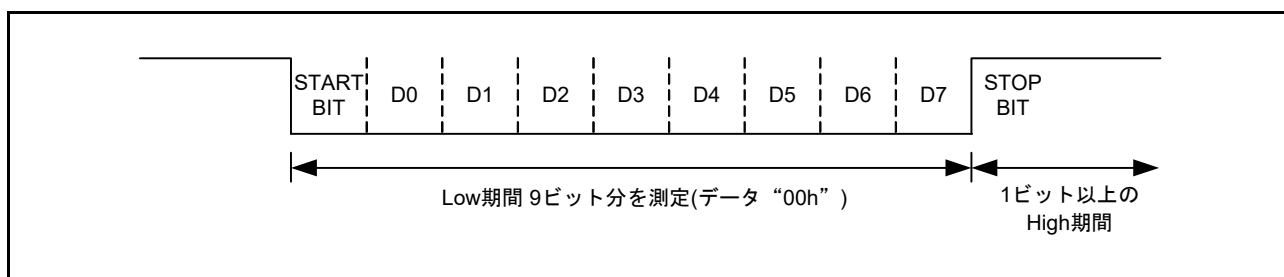 START
BIT
D0
D1
D2
D3
D4
D5
D6
D7
STOP
BIT
Low期間 9ビット分を測定(データ“00h”)
1ビット以上の
High期間